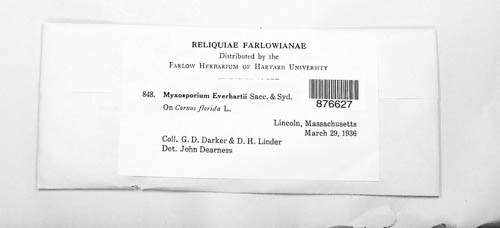 RELIQUIAE FARLOWIANAE
Distributed by the
FARLOW HERBARIUM OF HARVARD UNIVERSITY
848. Myxosporium Everhartii Sacc. & Syd.
On Cornus florida L.
876627
Lincoln, Massachusetts
March 29, 1936
Coll. G. D. Darker & D. H. Linder
Det. John Dearness